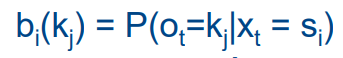 bᵢ(kⱼ) = P(oₜ=kⱼ|xₜ = sᵢ)